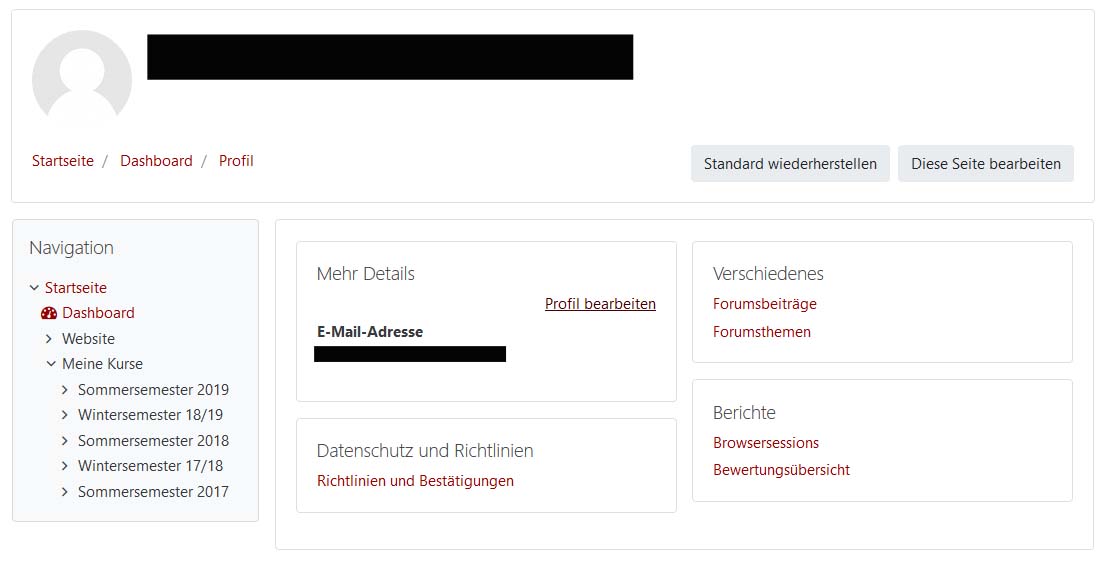 Startseite / Dashboard / Profil
Standard wiederherstellen
Diese Seite bearbeiten
Navigation
Startseite
Dashboard
Website
Meine Kurse
Sommersemester 2019
Wintersemester 18/19
Sommersemester 2018
Wintersemester 17/18
Sommersemester 2017
Mehr Details
Profil bearbeiten
E-Mail-Adresse
Datenschutz und Richtlinien
Richtlinien und Bestätigungen
Verschiedenes
Forumsbeiträge
Forumsthemen
Berichte
Browsersessions
Bewertungsübersicht